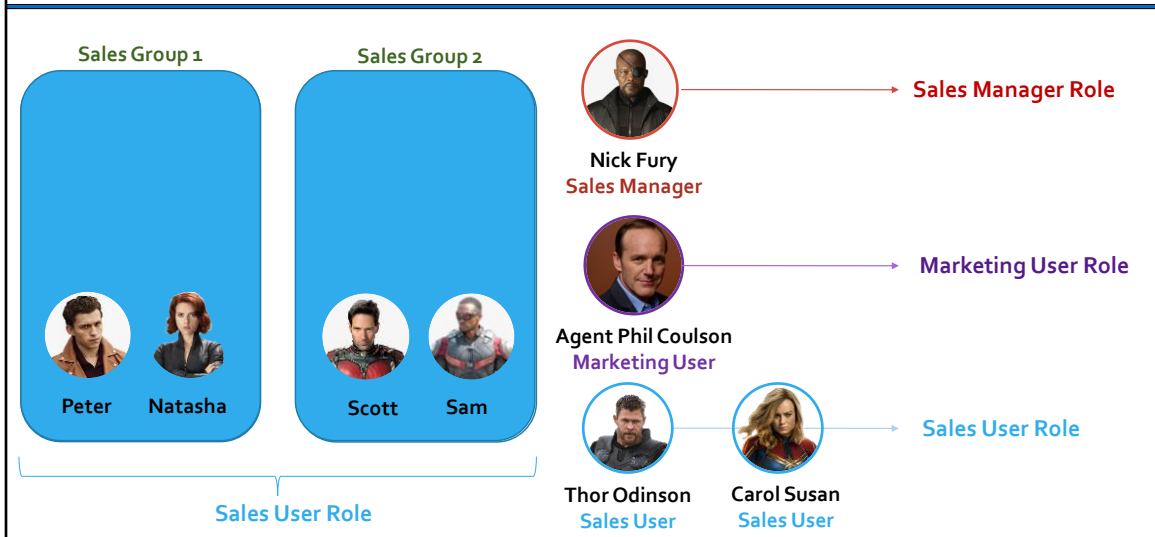 Sales Group 1
Sales Group 2
Peter
Natasha
Scott
Sam
Sales User Role
Nick Fury
Sales Manager
Sales Manager Role
Agent Phil Coulson
Marketing User
Marketing User Role
Thor Odinson
Sales User
Carol Susan
Sales User
Sales User Role